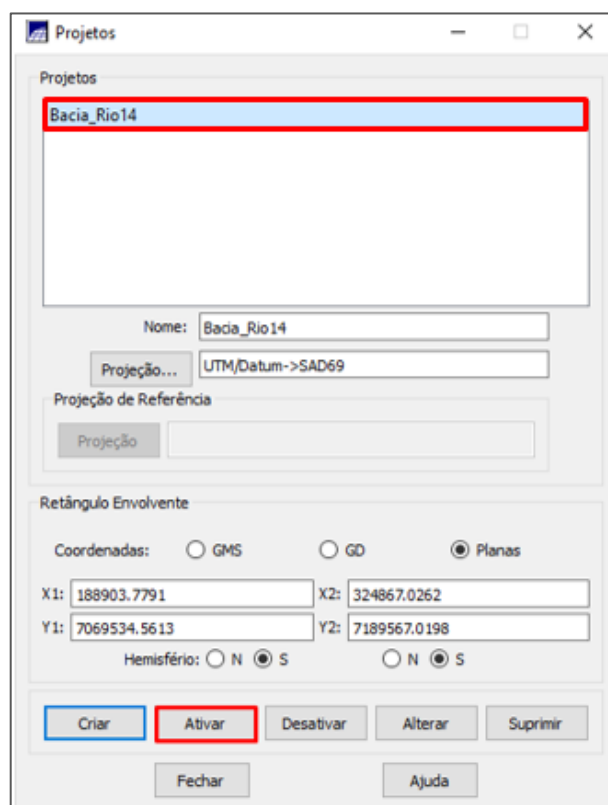 Projetos
Projetos
Bacia_Rio14
Nome: Bacia_Rio14
Projeção... UTM/Datum->SAD69
Projeção de Referência
Projeção
Retângulo Envolvente
Coordenadas: GMS GD Planas
X1: 188903.7791 X2: 324867.0262
Y1: 7069534.5613 Y2: 7189567.0198
Hemisfério: N S N S
Criar Ativar Desativar Alterar Suprimir
Fechar Ajuda